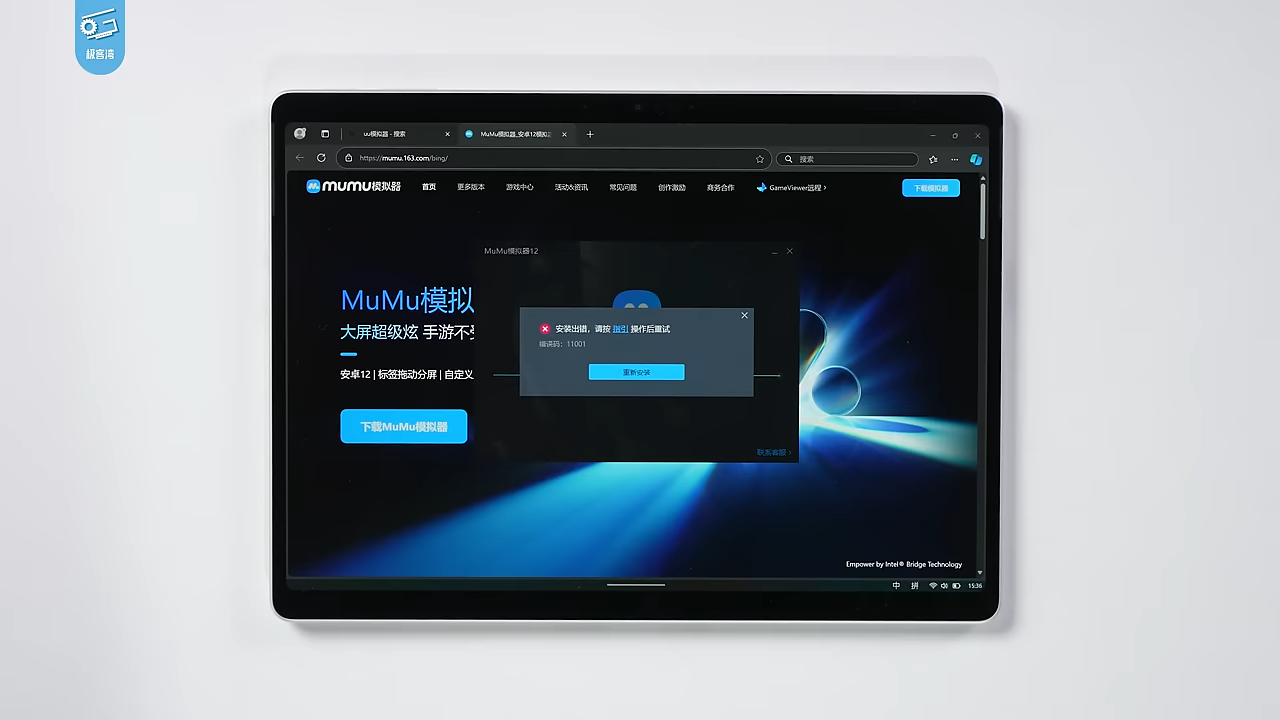 极客湾
uu模拟器 - 搜索
MuMu模拟器_安卓12模拟
https://mumu.163.com/bing/
搜索
mumu模拟器
首页
更多版本
游戏中心
活动&资讯
常见问题
创作激励
商务合作
GameViewer远程
下载模拟器
MuMu模拟器12
MuMu模拟
大屏超级炫 手游不受
安装出错，请按 指引 操作后重试
错误码：11001
重新安装
安卓12 | 标签拖动分屏 | 自定义
下载MuMu模拟器
联系客服
Empower by Intel® Bridge Technology
中 拼 15:36